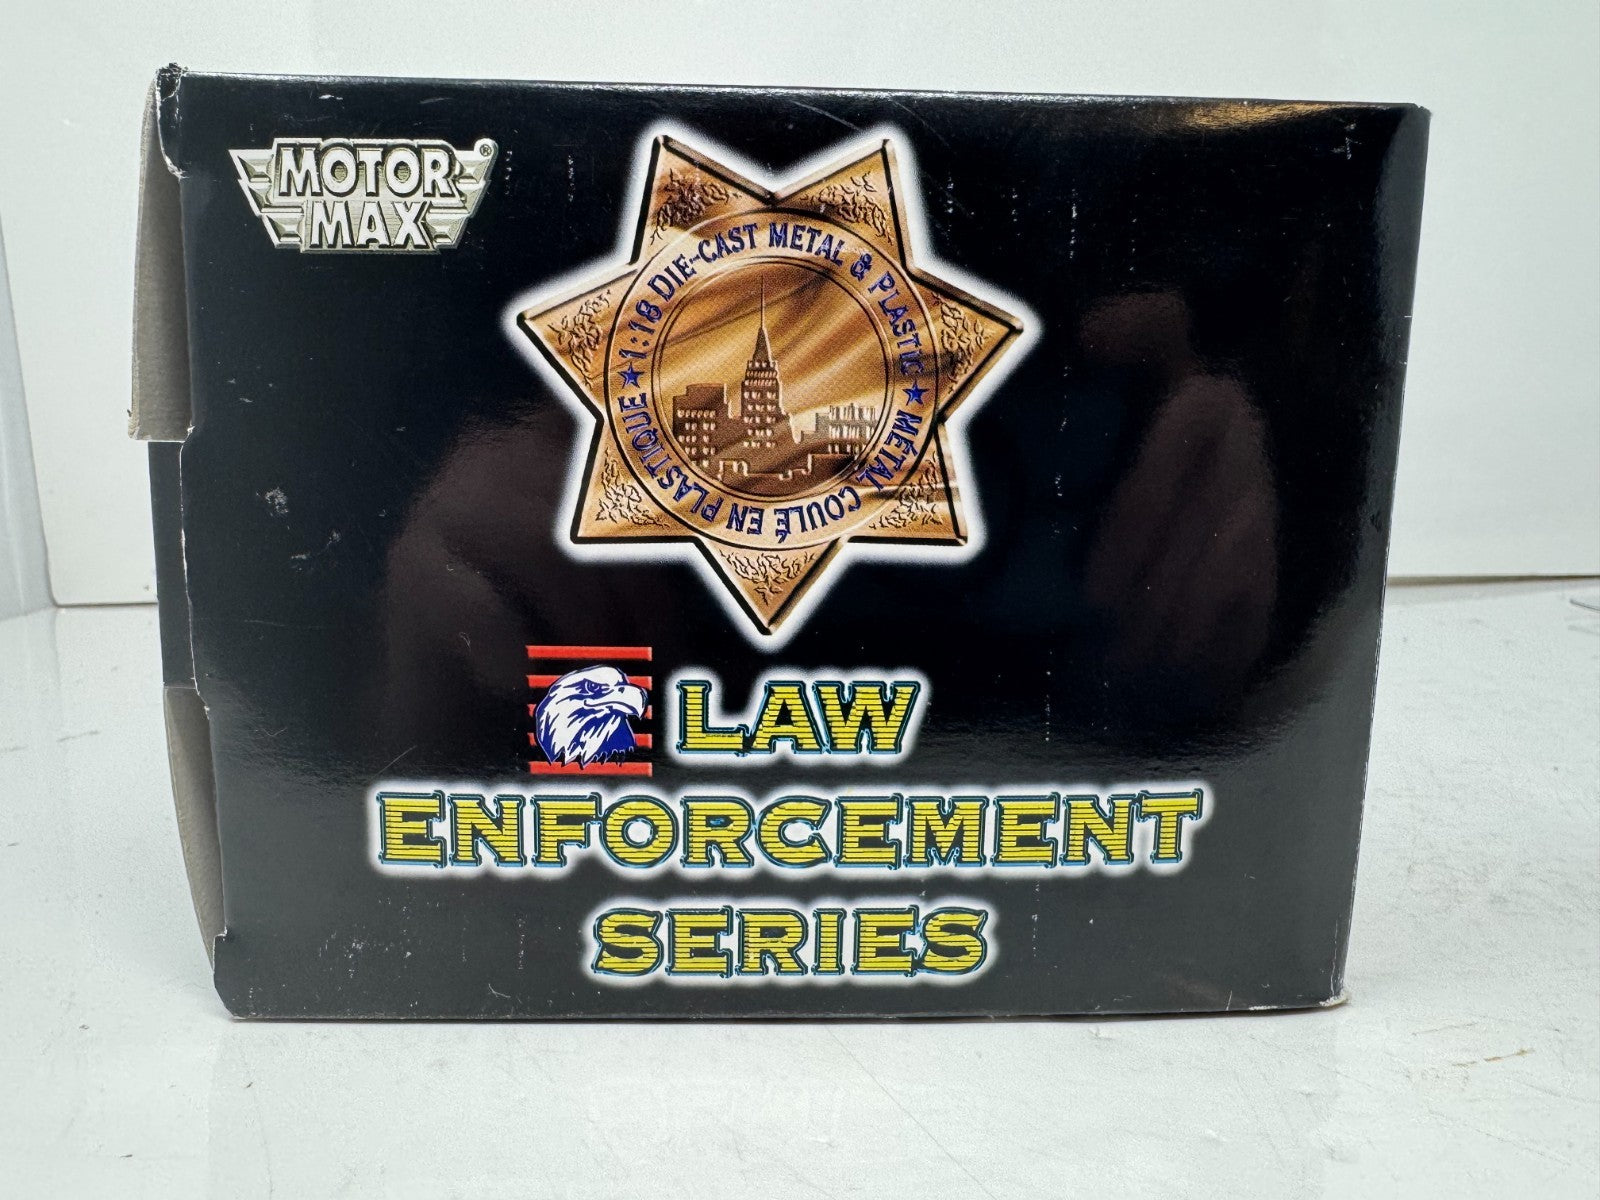 MOTOR®
MAX
★ 1:18 DIE-CAST METAL & PLASTIC ★ MÉTAL COULÉ EN PLASTIQUE
LAW
ENFORCEMENT
SERIES